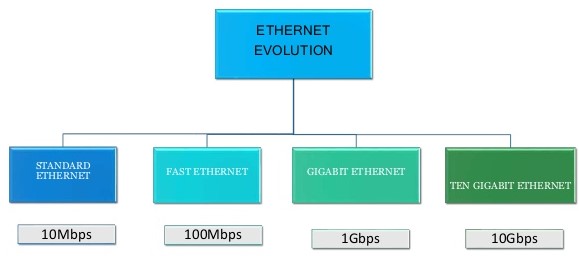 ETHERNET
EVOLUTION
STANDARD
ETHERNET
FAST ETHERNET
GIGABIT ETHERNET
TEN GIGABIT ETHERNET
10Mbps
100Mbps
1Gbps
10Gbps